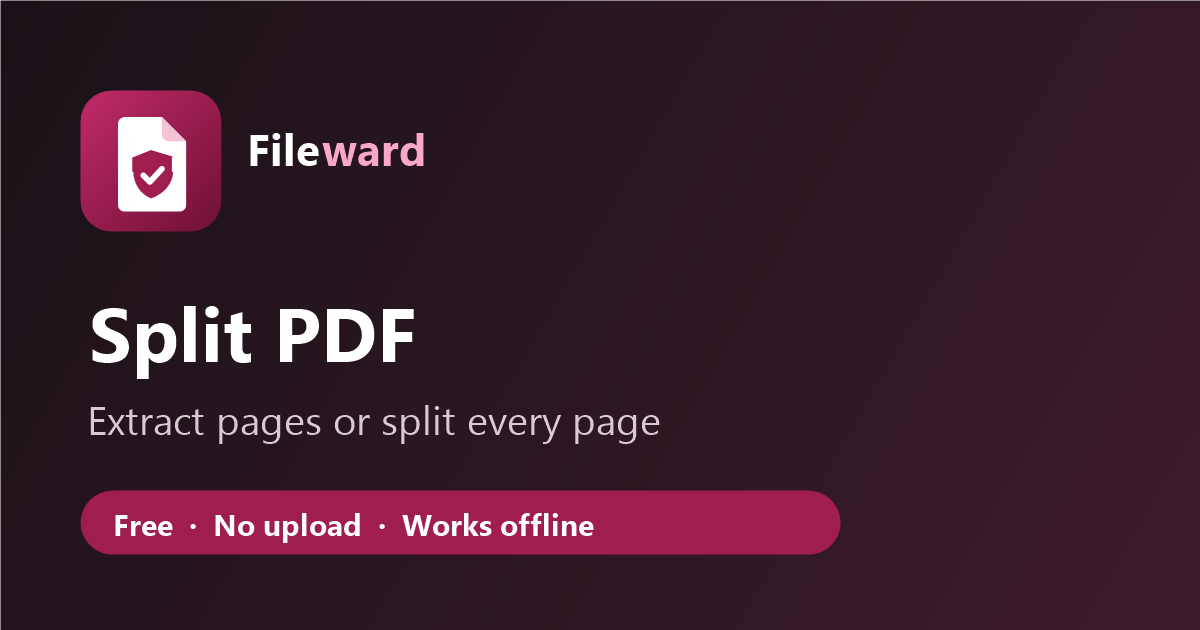 Fileward
Split PDF
Extract pages or split every page
Free · No upload · Works offline